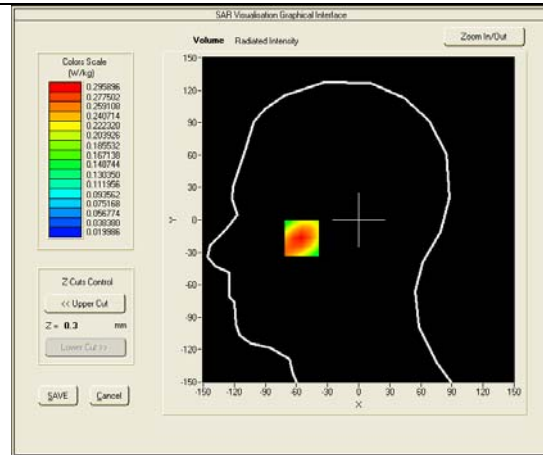 SAR Visualisation Graphical Interface
Volume Radiated Intensity
Zoom In/Out
Colors Scale
(W/kg)
0.295896
0.277502
0.259108
0.240714
0.222320
0.203926
0.185532
0.167138
0.148744
0.130350
0.111956
0.093562
0.075168
0.056774
0.038380
0.019986
Z Cuts Control
<< Upper Cut
Z = 0.3 mm
Lower Cut >>
SAVE Cancel
150
120
90
60
30
0
-30
-60
-90
-120
-150
Y
-150 -120 -90 -60 -30 0 30 60 90 120 150
X